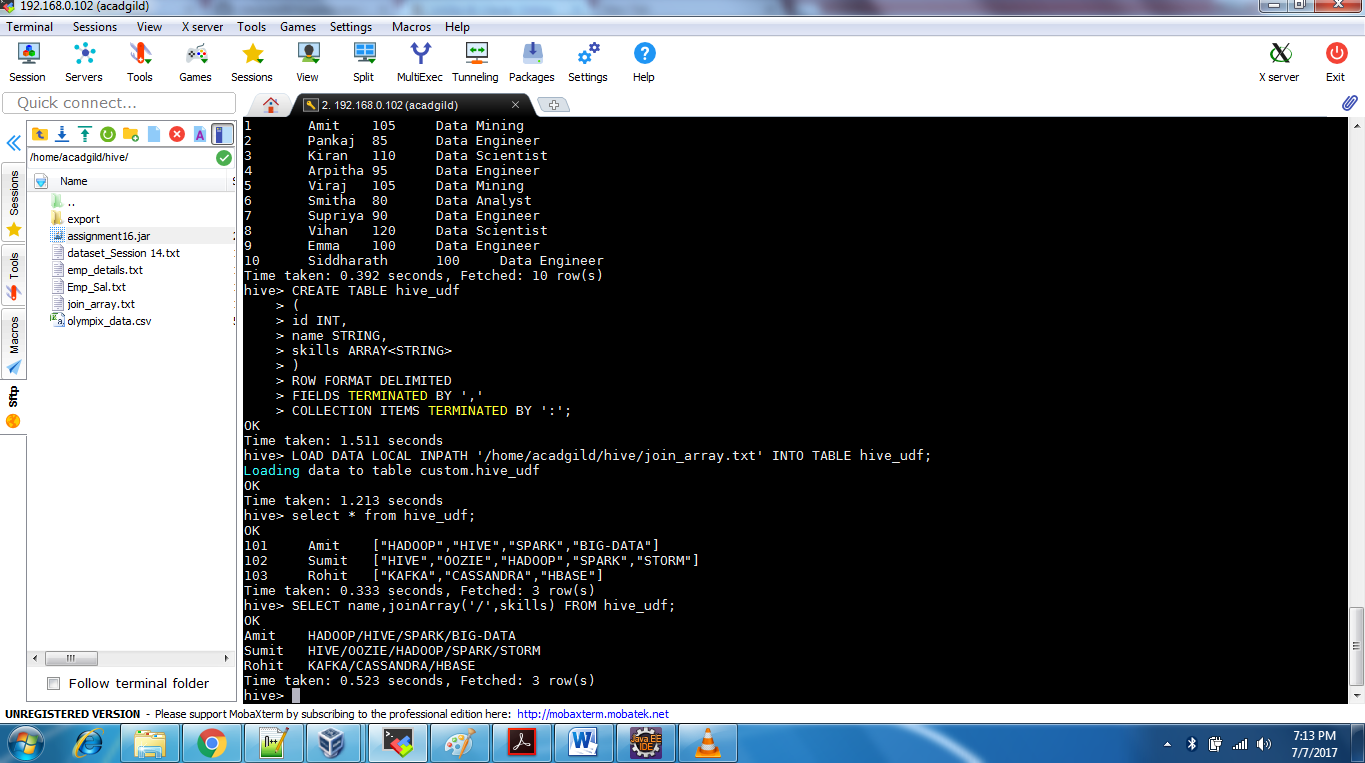 192.168.0.102 (acadgild)
Terminal Sessions View X server Tools Games Settings Macros Help
Session Servers Tools Games Sessions View Split MultiExec Tunneling Packages Settings Help X server Exit
Quick connect...
2. 192.168.0.102 (acadgild)
/home/acadgild/hive/
Name
..
export
assignment16.jar
dataset_Session 14.txt
emp_details.txt
Emp_Sal.txt
join_array.txt
olympix_data.csv
Sessions
Tools
Macros
Sftp
Follow terminal folder
1 Amit 105 Data Mining
2 Pankaj 85 Data Engineer
3 Kiran 110 Data Scientist
4 Arpitha 95 Data Engineer
5 Viraj 105 Data Mining
6 Smitha 80 Data Analyst
7 Supriya 90 Data Engineer
8 Vihan 120 Data Scientist
9 Emma 100 Data Engineer
10 Siddharath 100 Data Engineer
Time taken: 0.392 seconds, Fetched: 10 row(s)
hive> CREATE TABLE hive_udf
> (
> id INT,
> name STRING,
> skills ARRAY<STRING>
> )
> ROW FORMAT DELIMITED
> FIELDS TERMINATED BY ','
> COLLECTION ITEMS TERMINATED BY ':';
OK
Time taken: 1.511 seconds
hive> LOAD DATA LOCAL INPATH '/home/acadgild/hive/join_array.txt' INTO TABLE hive_udf;
Loading data to table custom.hive_udf
OK
Time taken: 1.213 seconds
hive> select * from hive_udf;
OK
101 Amit ["HADOOP","HIVE","SPARK","BIG-DATA"]
102 Sumit ["HIVE","OOZIE","HADOOP","SPARK","STORM"]
103 Rohit ["KAFKA","CASSANDRA","HBASE"]
Time taken: 0.333 seconds, Fetched: 3 row(s)
hive> SELECT name,joinArray('/',skills) FROM hive_udf;
OK
Amit HADOOP/HIVE/SPARK/BIG-DATA
Sumit HIVE/OOZIE/HADOOP/SPARK/STORM
Rohit KAFKA/CASSANDRA/HBASE
Time taken: 0.523 seconds, Fetched: 3 row(s)
hive>
UNREGISTERED VERSION - Please support MobaXterm by subscribing to the professional edition here: http://mobaxterm.mobatek.net
Java EE
IDE
7:13 PM
7/7/2017